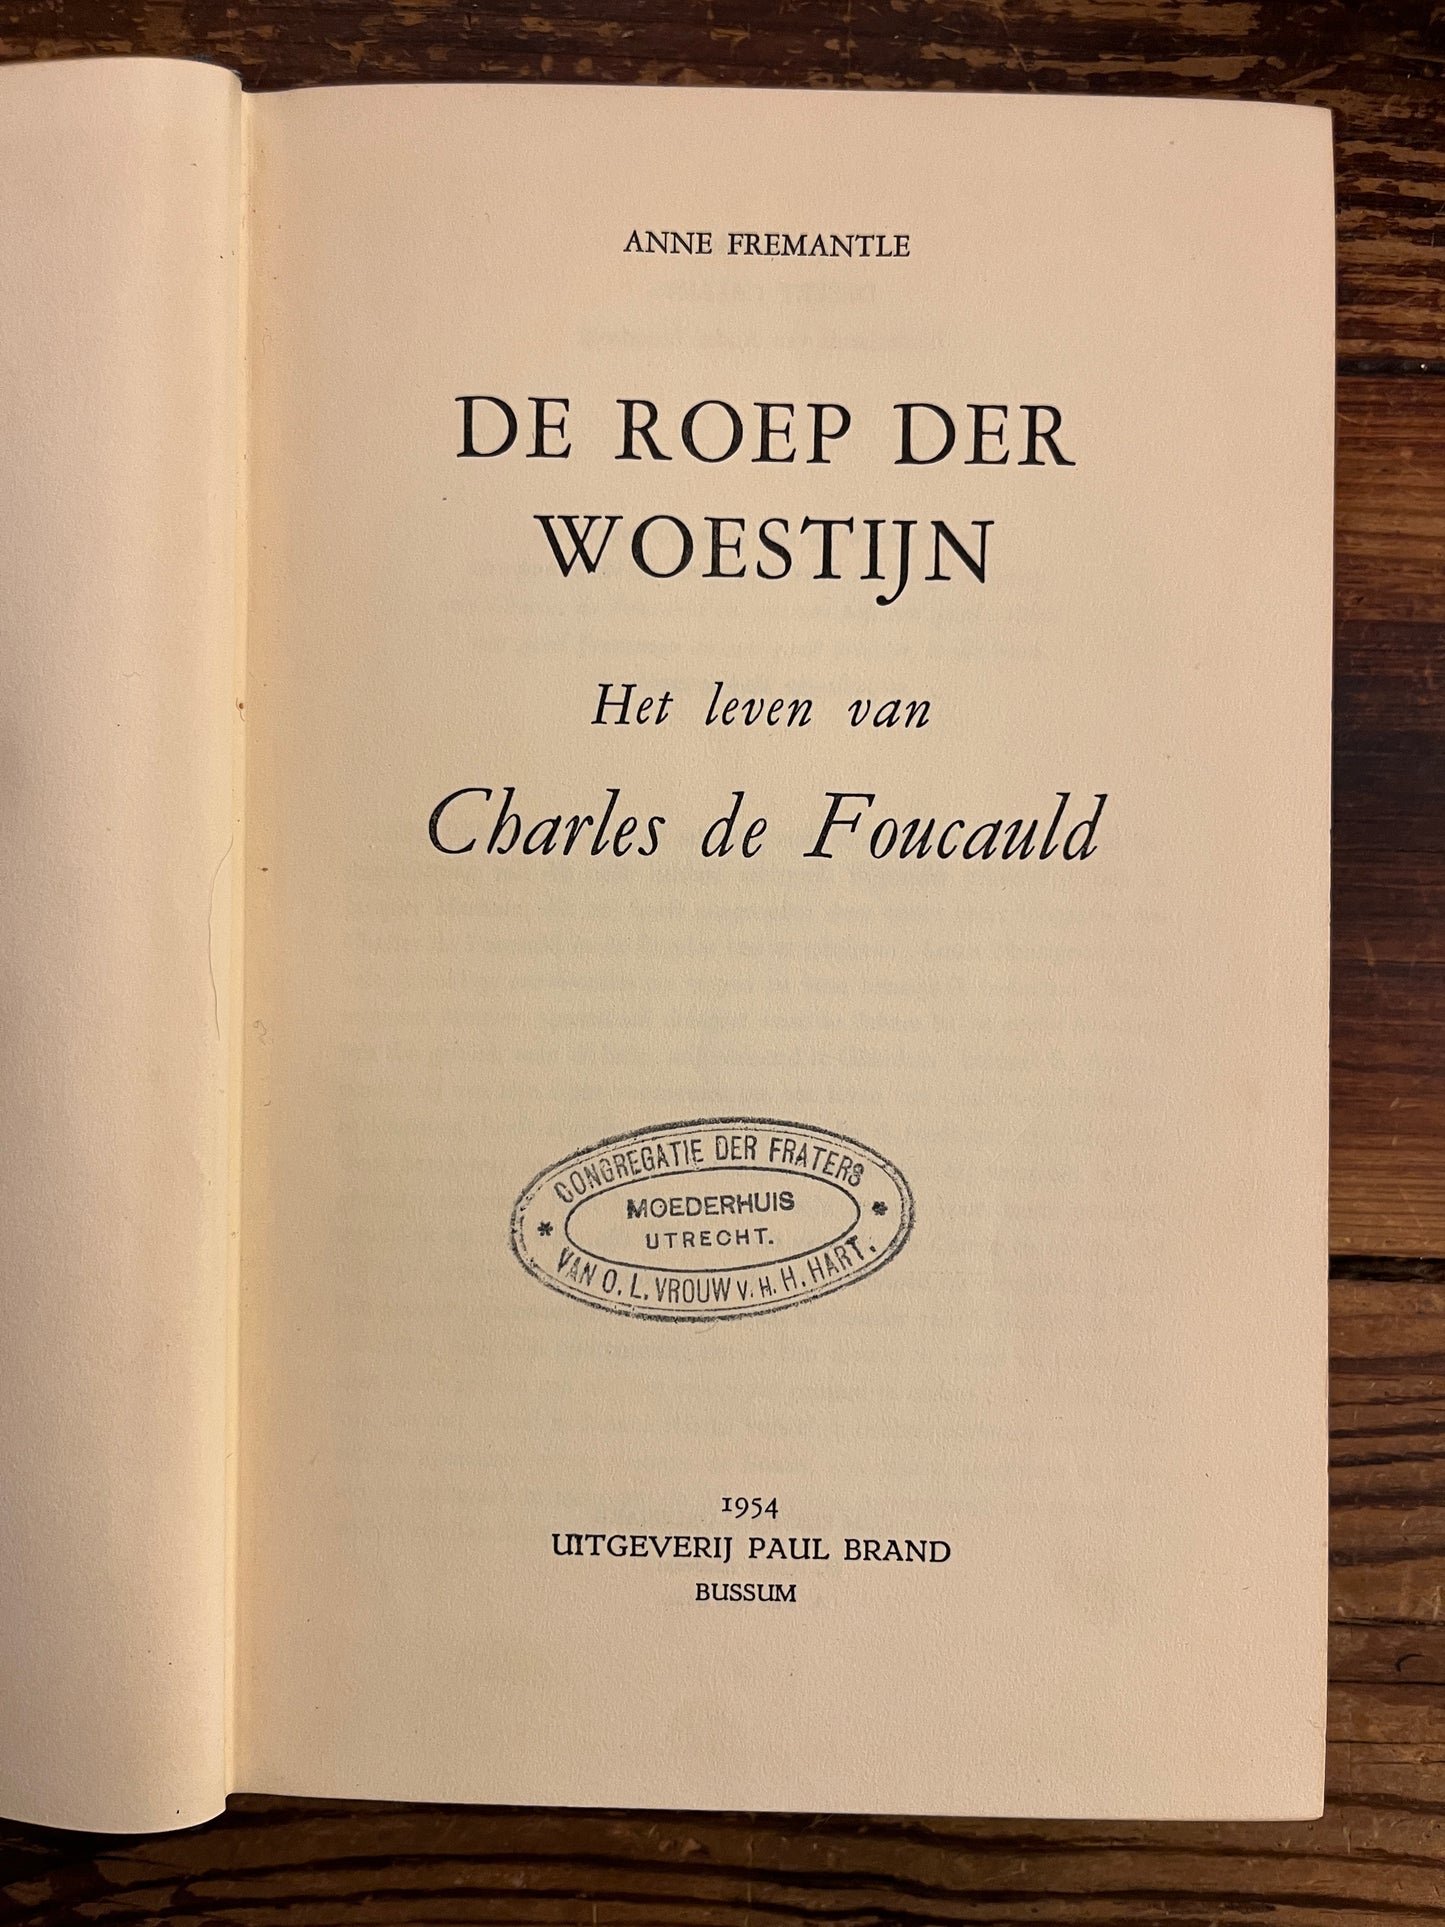 ANNE FREMANTLE
DE ROEP DER
WOESTIJN
Het leven van
Charles de Foucauld
CONGREGATIE DER FRATERS
MOEDERHUIS
UTRECHT.
VAN O. L. VROUW v. H. H. HART.
1954
UITGEVERIJ PAUL BRAND
BUSSUM